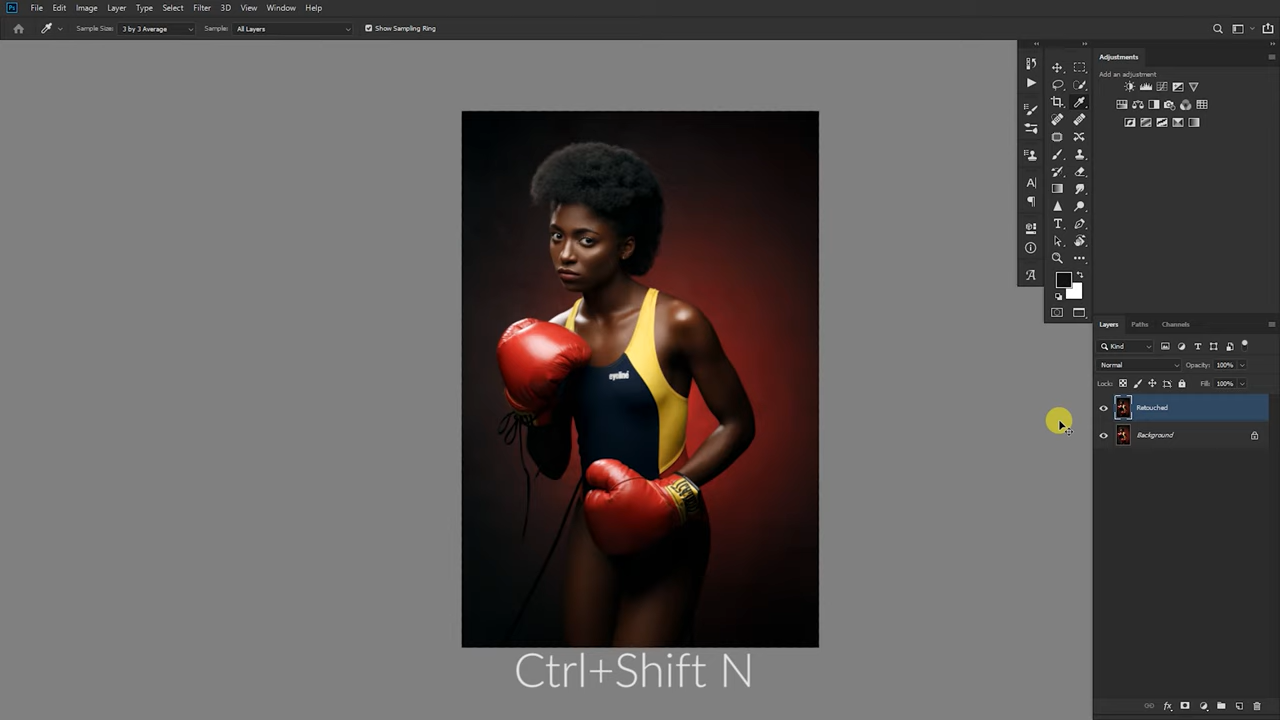 Ps File Edit Image Layer Type Select Filter 3D View Window Help
Sample Size: 3 by 3 Average Sample: All Layers Show Sampling Ring
Adjustments
Add an adjustment
Layers Paths Channels
Kind
Normal Opacity: 100%
Lock: Fill: 100%
Retouched
Background
Ctrl+Shift N